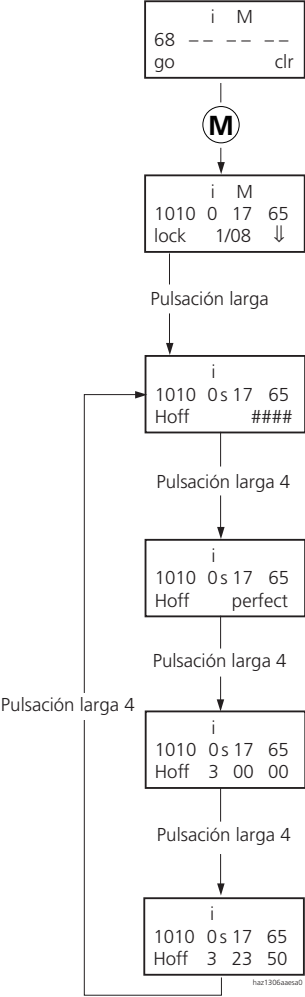 i M
68 –– –– –– ––
go clr
M
i M
1010 0 17 65
lock 1/08 ⇓
Pulsación larga
i
1010 0s 17 65
Hoff ####
Pulsación larga 4
i
1010 0s 17 65
Hoff perfect
Pulsación larga 4
Pulsación larga 4
i
1010 0s 17 65
Hoff 3 00 00
Pulsación larga 4
i
1010 0s 17 65
Hoff 3 23 50
haz1306aaesa0